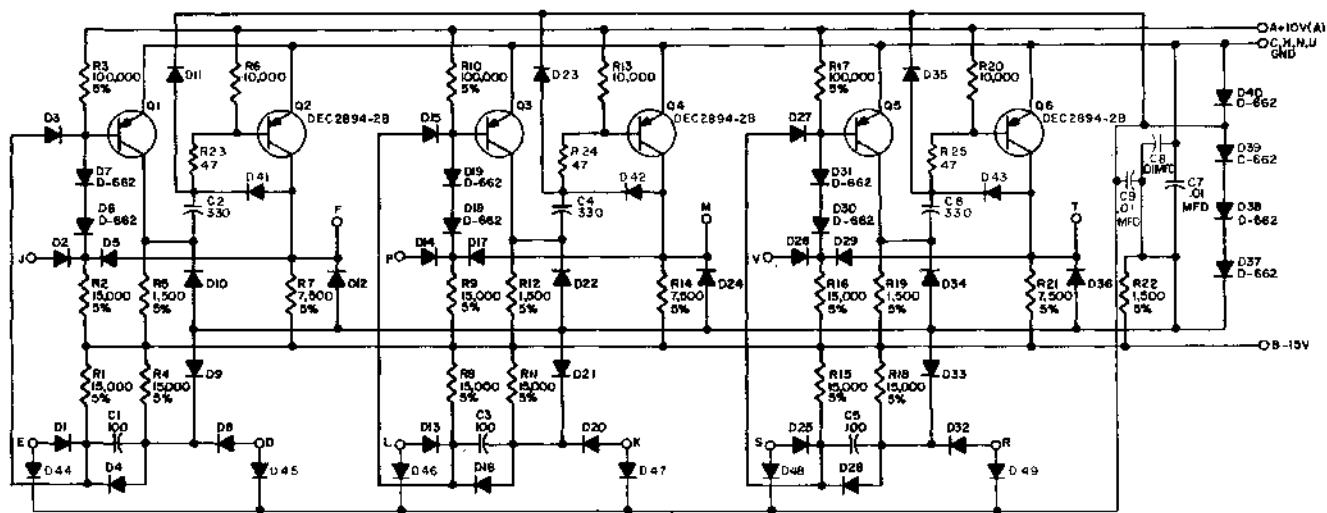 A+10V(A)
C,H,N,U
GND
R3
100,000
5%
D11
R6
10,000
R10
100,000
5%
D23
R13
10,000
R17
100,000
5%
D35
R20
10,000
D40
D-662
Q1
Q2
Q3
Q4
Q5
Q6
D3
DEC2894-2B
D15
DEC2894-2B
D27
DEC2894-2B
R23
47
R24
47
R25
47
D39
D-662
C8
.01MFD
C9
.01
MFD
C7
.01
MFD
D7
D-662
D41
D19
D-662
D42
D31
D-662
D43
C2
330
C4
330
C6
330
D6
D-662
D18
D-662
D30
D-662
D38
D-662
F
M
T
J
D2
D5
P
D14
D17
V
D26
D29
D37
D-662
R2
15,000
5%
R5
1,500
5%
D10
R7
7,500
5%
D12
R9
15,000
5%
R12
1,500
5%
D22
R14
7,500
5%
D24
R16
15,000
5%
R19
1,500
5%
D34
R21
7,500
5%
D36
R22
1,500
5%
B-15V
R1
15,000
5%
R4
15,000
5%
D9
R8
15,000
5%
R11
15,000
5%
D21
R15
15,000
5%
R18
15,000
5%
D33
E
D1
C1
100
D8
D
L
D13
C3
100
D20
K
S
D25
C5
100
D32
R
D44
D4
D45
D46
D16
D47
D48
D28
D49